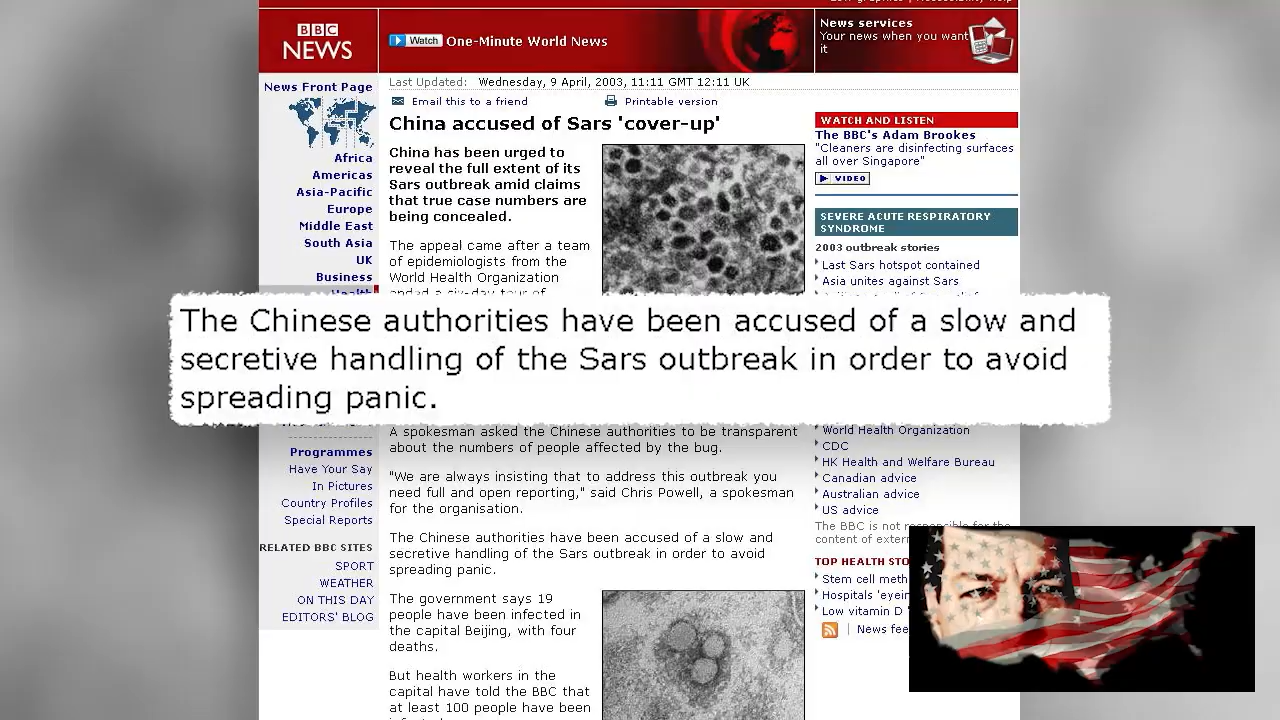 BBC
NEWS
Watch One-Minute World News
News services
Your news when you want
it
Last Updated: Wednesday, 9 April, 2003, 11:11 GMT 12:11 UK
Email this to a friend
Printable version
China accused of Sars 'cover-up'
China has been urged to
reveal the full extent of its
Sars outbreak amid claims
that true case numbers are
being concealed.
The appeal came after a team
of epidemiologists from the
World Health Organization
News Front Page
Africa
Americas
Asia-Pacific
Europe
Middle East
South Asia
UK
Business
Health
WATCH AND LISTEN
The BBC's Adam Brookes
"Cleaners are disinfecting surfaces
all over Singapore"
VIDEO
SEVERE ACUTE RESPIRATORY
SYNDROME
2003 outbreak stories
Last Sars hotspot contained
Asia unites against Sars
The Chinese authorities have been accused of a slow and
secretive handling of the Sars outbreak in order to avoid
spreading panic.
A spokesman asked the Chinese authorities to be transparent
about the numbers of people affected by the bug.
"We are always insisting that to address this outbreak you
need full and open reporting," said Chris Powell, a spokesman
for the organisation.
The Chinese authorities have been accused of a slow and
secretive handling of the Sars outbreak in order to avoid
spreading panic.
The government says 19
people have been infected in
the capital Beijing, with four
deaths.
But health workers in the
capital have told the BBC that
at least 100 people have been
Programmes
Have Your Say
In Pictures
Country Profiles
Special Reports
RELATED BBC SITES
SPORT
WEATHER
ON THIS DAY
EDITORS' BLOG
World Health Organization
CDC
HK Health and Welfare Bureau
Canadian advice
Australian advice
US advice
The BBC is not responsible for the
content of extern
TOP HEALTH STO
Stem cell meth
Hospitals 'eyein
Low vitamin D '
News fee